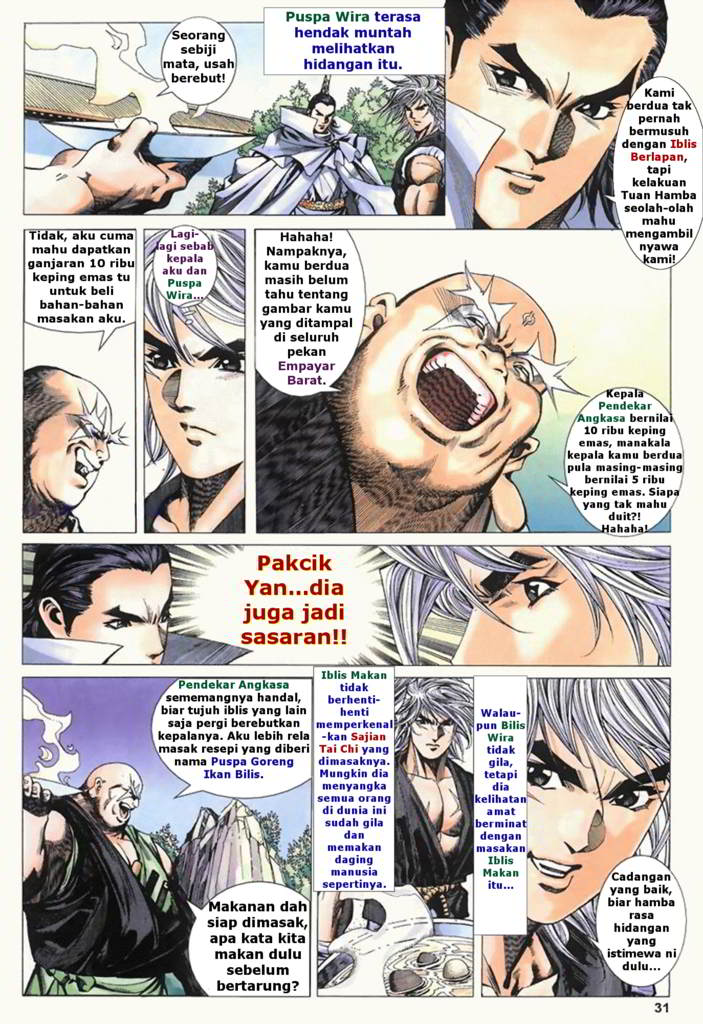 Seorang
sebiji
mata, usah
berebut!
Puspa Wira terasa
hendak muntah
melihatkan
hidangan itu.
Kami
berdua tak
pernah
bermusuh
dengan Iblis
Berlapan,
tapi
kelakuan
Tuan Hamba
seolah-olah
mahu
mengambil
nyawa
kami!
Tidak, aku cuma
mahu dapatkan
ganjaran 10 ribu
keping emas tu
untuk beli
bahan-bahan
masakan aku.
Lagi-
lagi sebab
kepala
aku dan
Puspa
Wira...
Hahaha!
Nampaknya,
kamu berdua
masih belum
tahu tentang
gambar kamu
yang ditampal
di seluruh
pekan
Empayar
Barat.
Kepala
Pendekar
Angkasa bernilai
10 ribu keping
emas, manakala
kepala kamu berdua
pula masing-masing
bernilai 5 ribu
keping emas. Siapa
yang tak mahu
duit?!
Hahaha!
Pakcik
Yan...dia
juga jadi
sasaran!!
Pendekar Angkasa
sememangnya handal,
biar tujuh iblis yang lain
saja pergi berebutkan
kepalanya. Aku lebih rela
masak resepi yang diberi
nama Puspa Goreng
Ikan Bilis.
Makanan dah
siap dimasak,
apa kata kita
makan dulu
sebelum
bertarung?
Iblis Makan
tidak
berhenti-
henti
memperkenal-
kan Sajian
Tai Chi yang
dimasaknya.
Mungkin dia
menyangka
semua orang
di dunia ini
sudah gila
dan
memakan
daging
manusia
sepertinya.
Walau-
pun Bilis
Wira
tidak
gila,
tetapi
dia
kelihatan
amat
berminat
dengan
masakan
Iblis
Makan
itu...
Cadangan
yang baik,
biar hamba
rasa
hidangan
yang
istimewa ni
dulu...
31